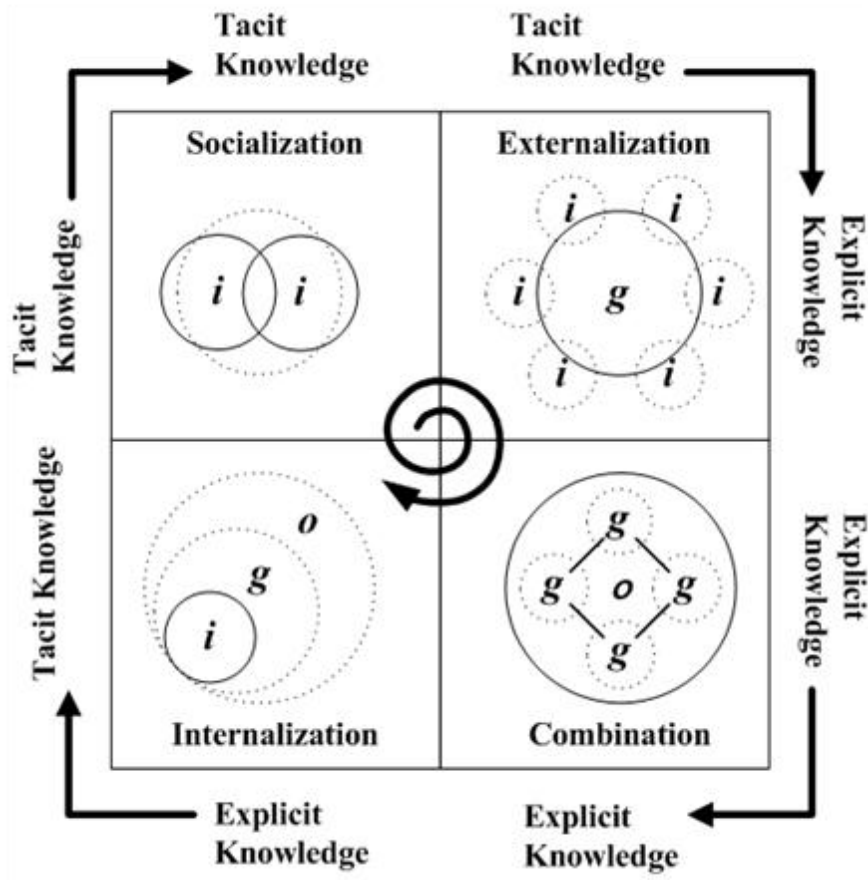 Tacit
Knowledge
Tacit
Knowledge
Socialization
Externalization
i
i
i
i
i
g
i
i
i
Tacit
Knowledge
Explicit
Knowledge
Tacit Knowledge
o
g
i
g
g
o
g
g
Explicit
Knowledge
Internalization
Combination
Explicit
Knowledge
Explicit
Knowledge